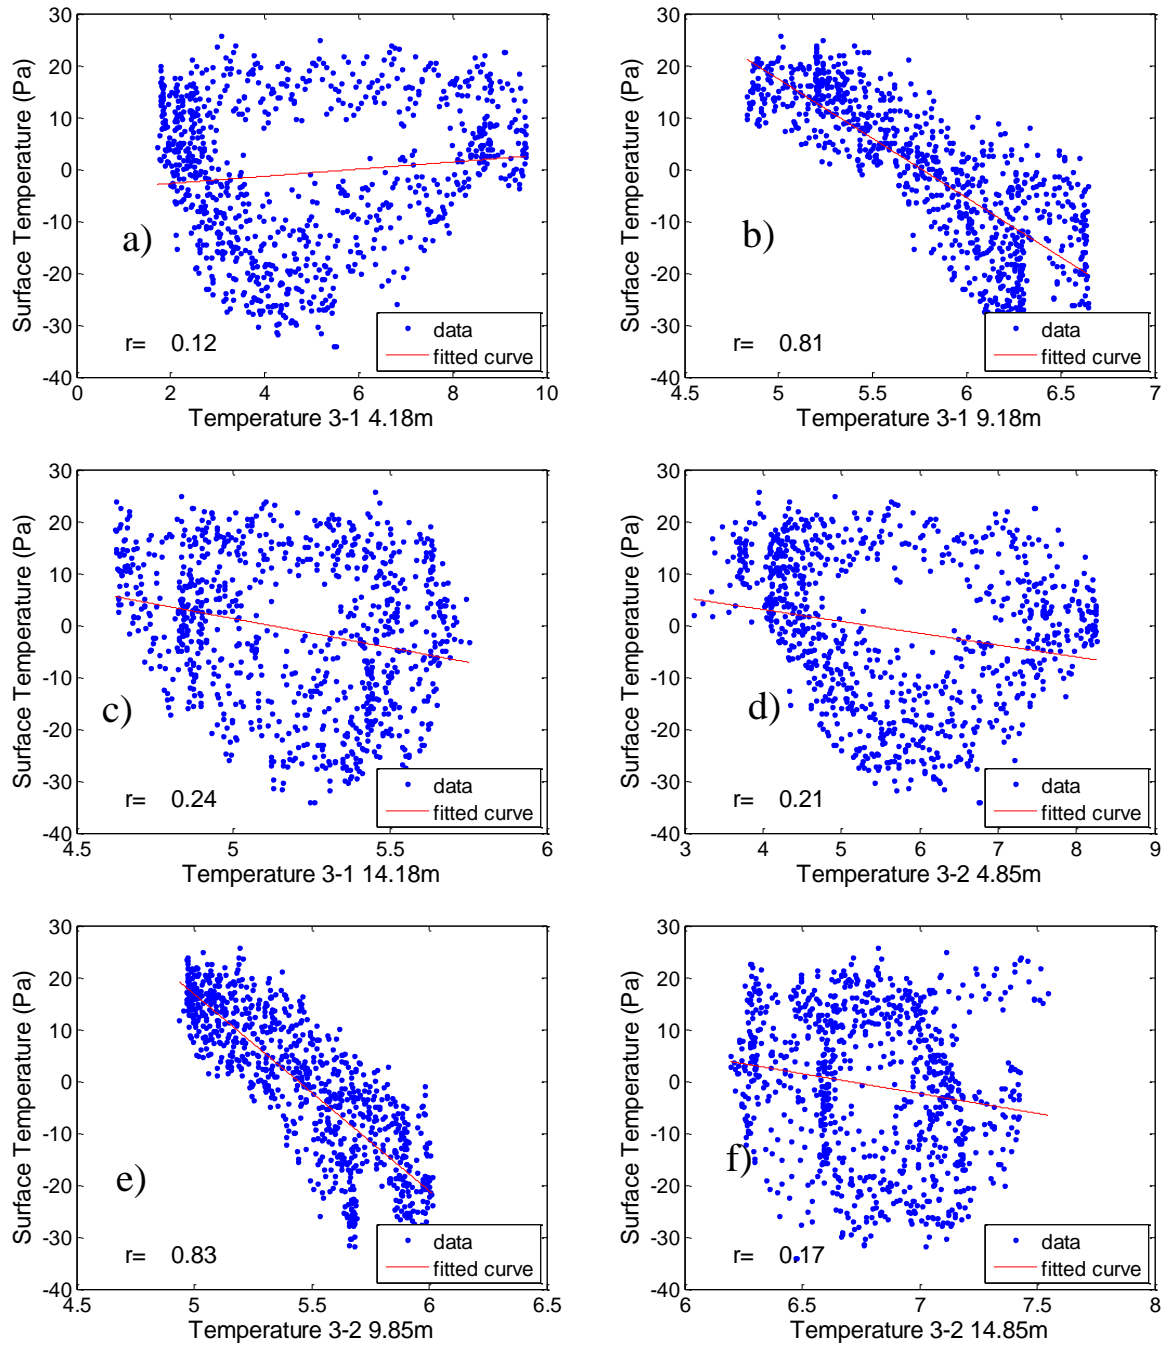 30
20
10
0
-10
-20
-30
-40
Surface Temperature (Pa)
a)
r= 0.12
data
fitted curve
0 2 4 6 8 10
Temperature 3-1 4.18m
30
20
10
0
-10
-20
-30
-40
Surface Temperature (Pa)
b)
r= 0.81
data
fitted curve
4.5 5 5.5 6 6.5 7
Temperature 3-1 9.18m
30
20
10
0
-10
-20
-30
-40
Surface Temperature (Pa)
c)
r= 0.24
data
fitted curve
4.5 5 5.5 6
Temperature 3-1 14.18m
30
20
10
0
-10
-20
-30
-40
Surface Temperature (Pa)
d)
r= 0.21
data
fitted curve
3 4 5 6 7 8 9
Temperature 3-2 4.85m
30
20
10
0
-10
-20
-30
-40
Surface Temperature (Pa)
e)
r= 0.83
data
fitted curve
4.5 5 5.5 6 6.5
Temperature 3-2 9.85m
30
20
10
0
-10
-20
-30
-40
Surface Temperature (Pa)
f)
r= 0.17
data
fitted curve
6 6.5 7 7.5 8
Temperature 3-2 14.85m